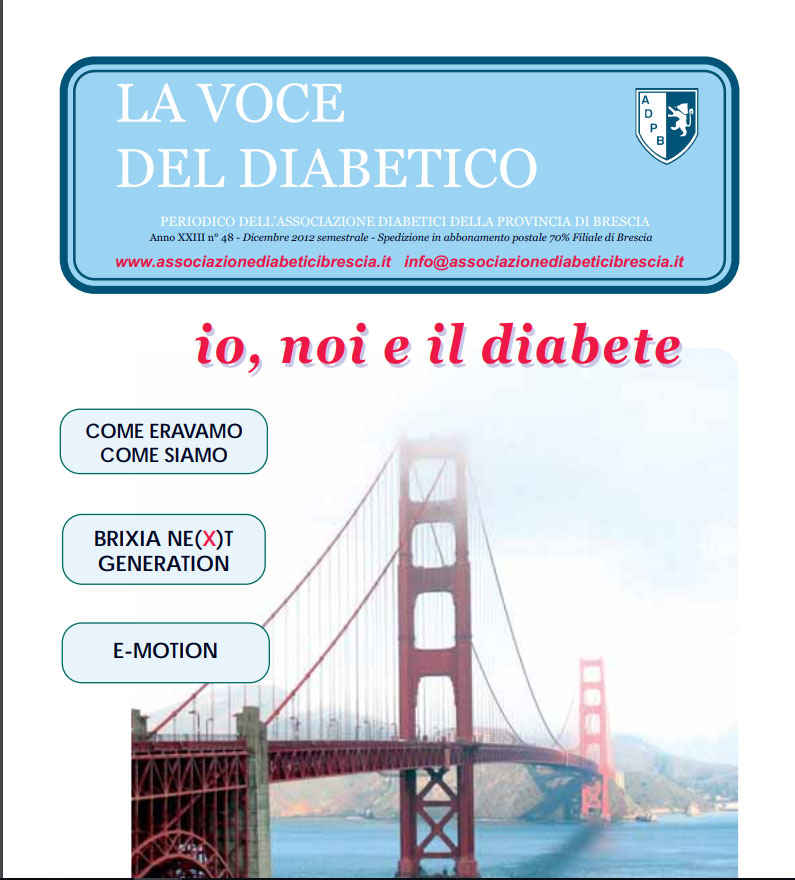 LA VOCE
DEL DIABETICO
A
D
P
B
PERIODICO DELL'ASSOCIAZIONE DIABETICI DELLA PROVINCIA DI BRESCIA
Anno XXIII n° 48 - Dicembre 2012 semestrale - Spedizione in abbonamento postale 70% Filiale di Brescia
www.associazionediabeticibrescia.it info@associazionediabeticibrescia.it
io, noi e il diabete
COME ERAVAMO
COME SIAMO
BRIXIA NE(X)T
GENERATION
E-MOTION